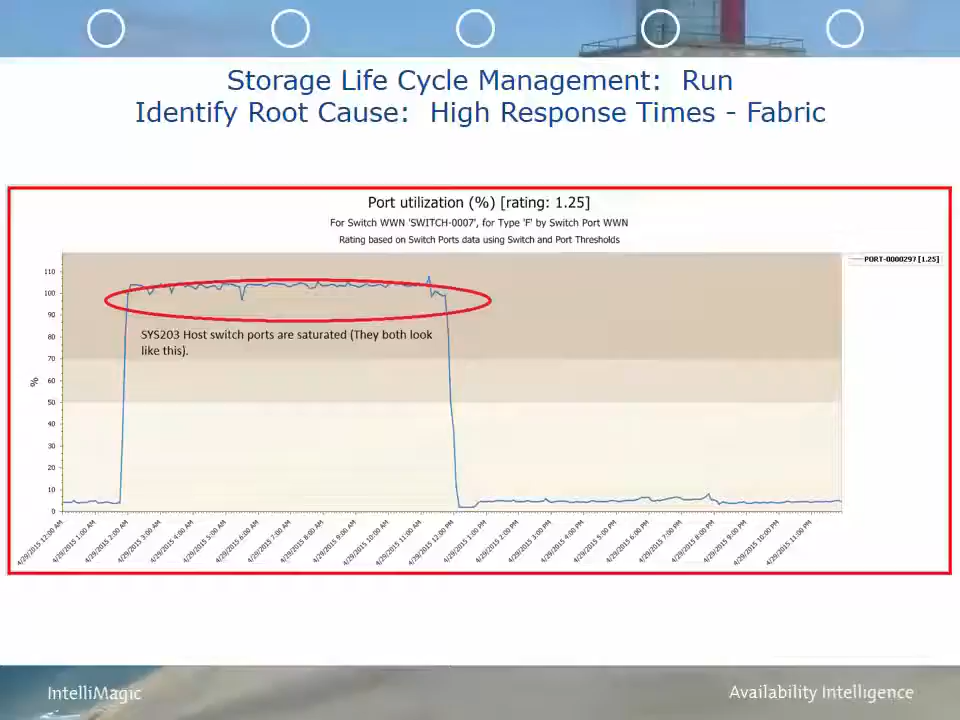 Storage Life Cycle Management:  Run
Identify Root Cause:  High Response Times - Fabric
Port utilization (%) [rating: 1.25]
For Switch WWN 'SWITCH-0007', for Type 'F' by Switch Port WWN
Rating based on Switch Ports data using Switch and Port Thresholds
PORT-0000297 [1.25]
110
100
90
80
70
60
50
40
30
20
10
0
%
SYS203 Host switch ports are saturated (They both look
like this).
4/29/2015 12:00 AM
4/29/2015 1:00 AM
4/29/2015 2:00 AM
4/29/2015 3:00 AM
4/29/2015 4:00 AM
4/29/2015 5:00 AM
4/29/2015 6:00 AM
4/29/2015 7:00 AM
4/29/2015 8:00 AM
4/29/2015 9:00 AM
4/29/2015 10:00 AM
4/29/2015 11:00 AM
4/29/2015 12:00 PM
4/29/2015 1:00 PM
4/29/2015 2:00 PM
4/29/2015 3:00 PM
4/29/2015 4:00 PM
4/29/2015 5:00 PM
4/29/2015 6:00 PM
4/29/2015 7:00 PM
4/29/2015 8:00 PM
4/29/2015 9:00 PM
4/29/2015 10:00 PM
4/29/2015 11:00 PM
IntelliMagic
Availability Intelligence